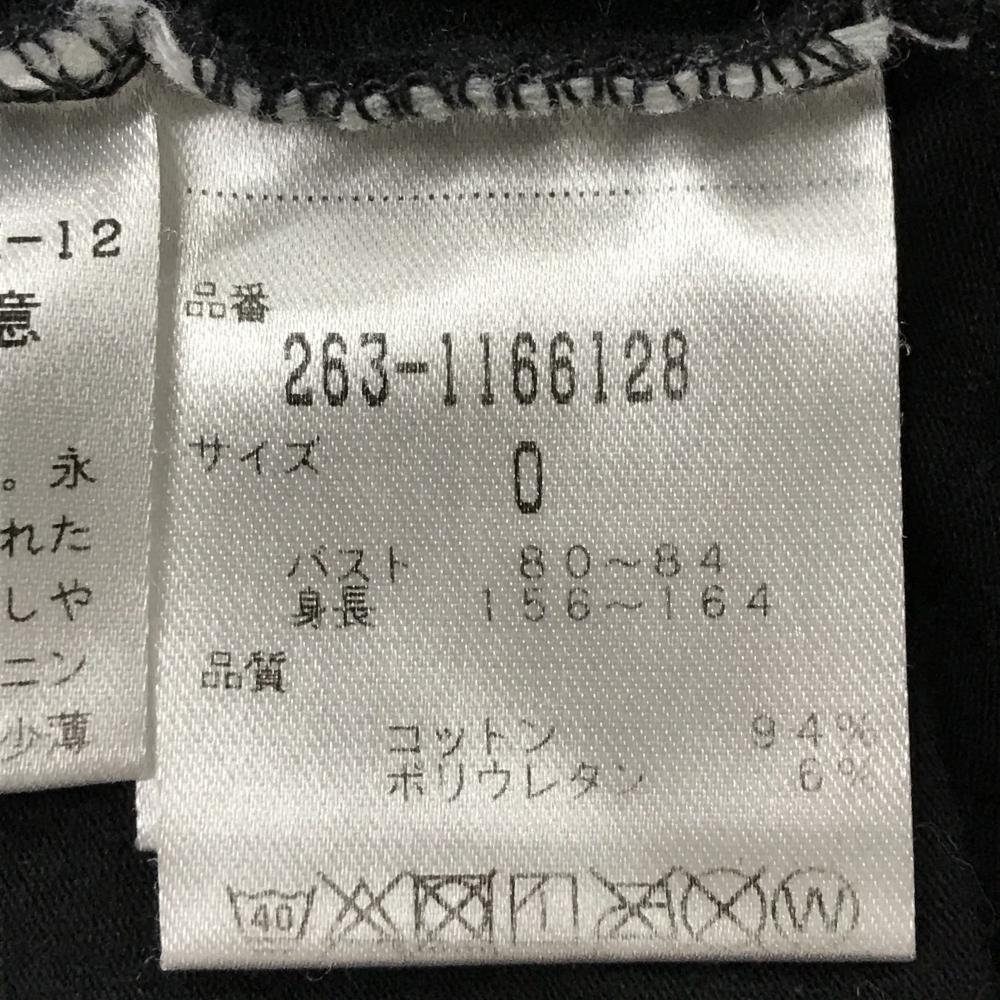 -12
意
。永
れた
しや
ニン
少薄
品番
263-1166128
サイズ 0
バスト 80～84
身長 156～164
品質
コットン 94%
ポリウレタン 6%
40
W